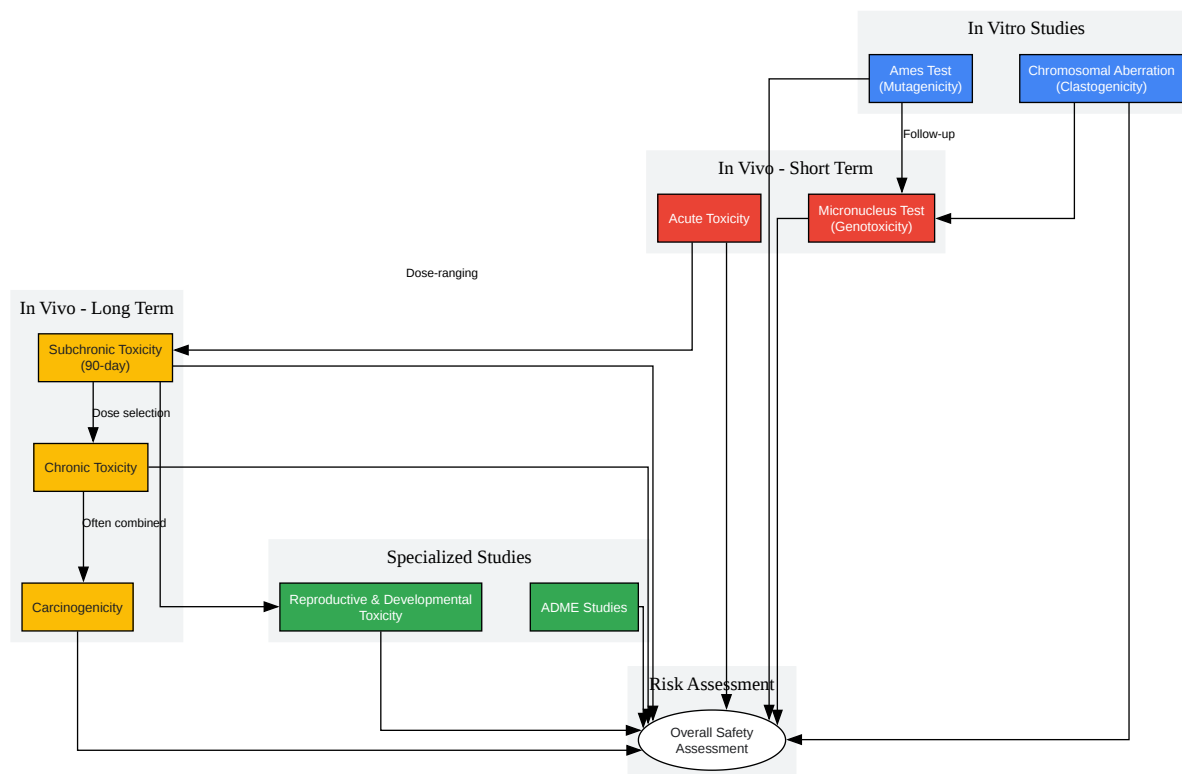 In Vitro Studies
Ames Test
(Mutagenicity)
Chromosomal Aberration
(Clastogenicity)
Follow-up
In Vivo - Short Term
Acute Toxicity
Micronucleus Test
(Genotoxicity)
Dose-ranging
In Vivo - Long Term
Subchronic Toxicity
(90-day)
Dose selection
Chronic Toxicity
Often combined
Carcinogenicity
Specialized Studies
Reproductive & Developmental
Toxicity
ADME Studies
Risk Assessment
Overall Safety
Assessment